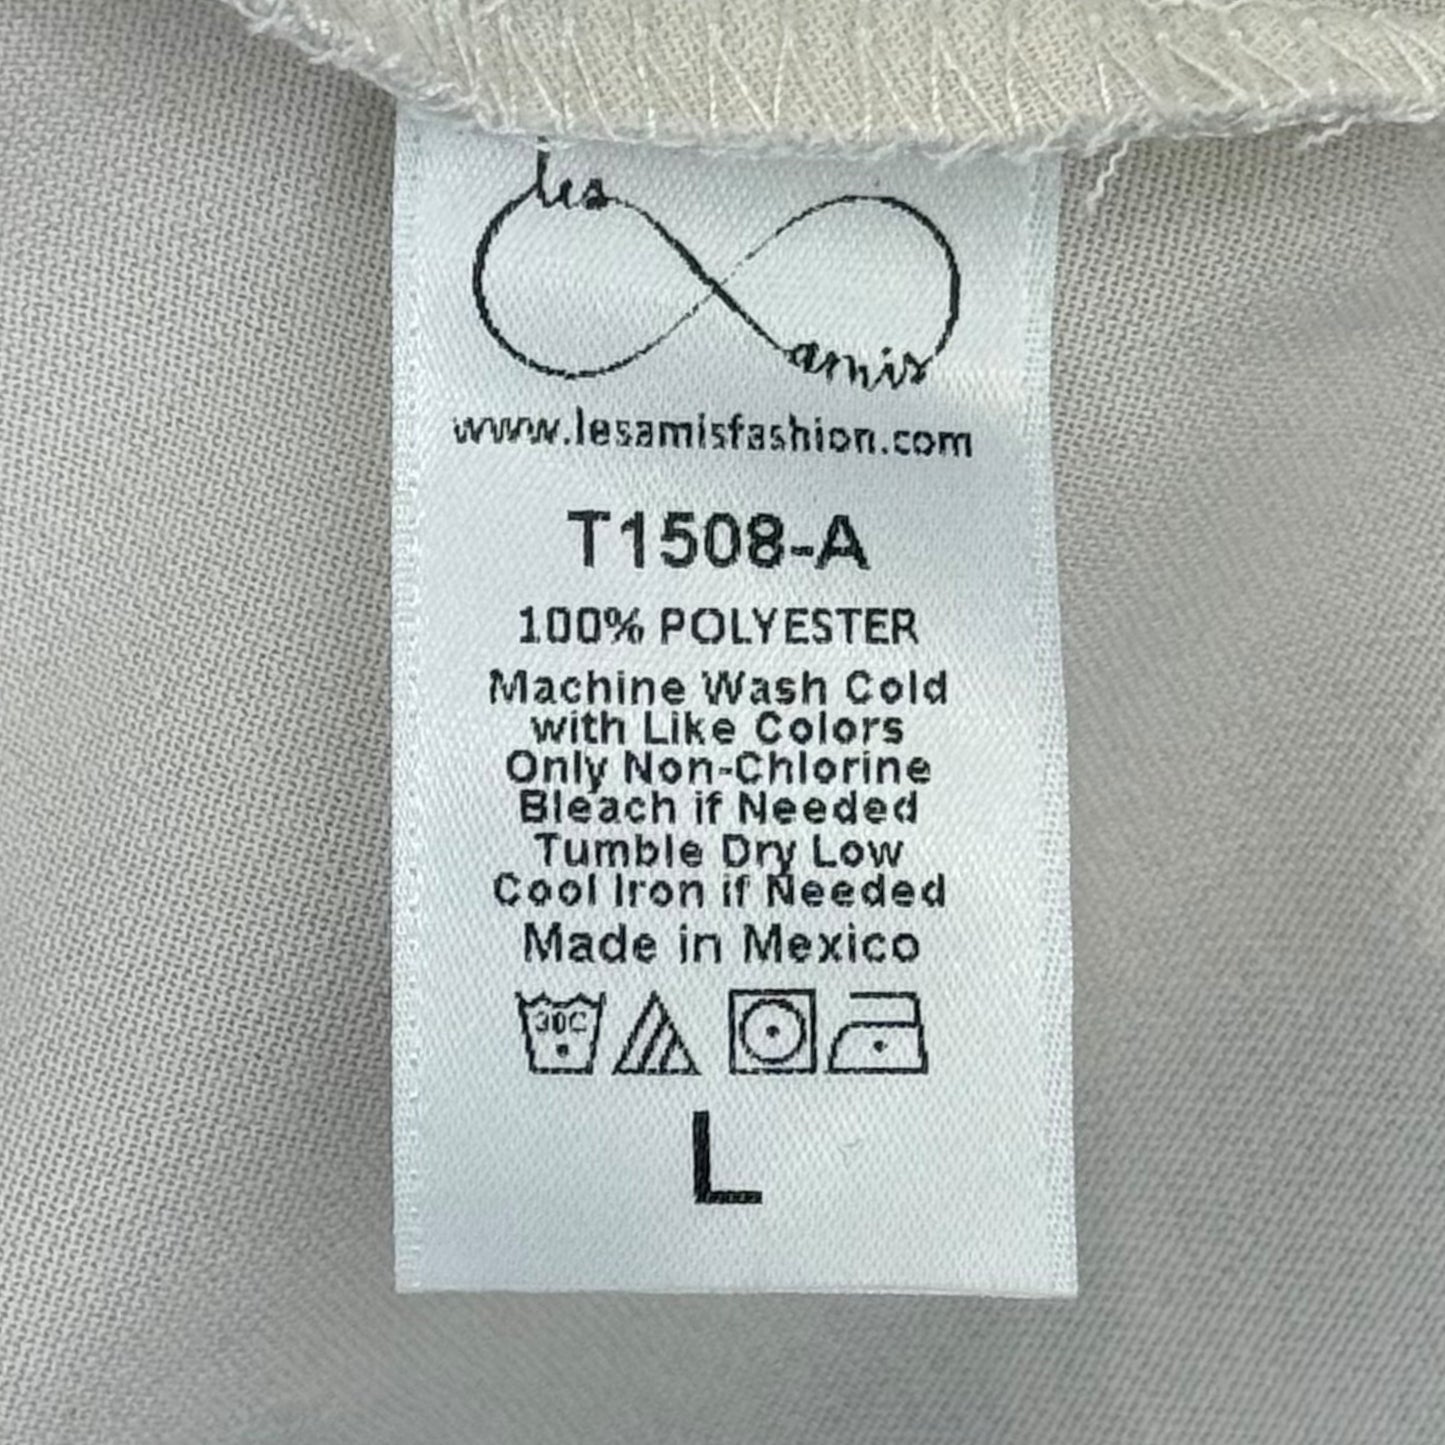 les
amis
www.lesamisfashion.com
T1508-A
100% POLYESTER
Machine Wash Cold
with Like Colors
Only Non-Chlorine
Bleach if Needed
Tumble Dry Low
Cool Iron if Needed
Made in Mexico
30C
L